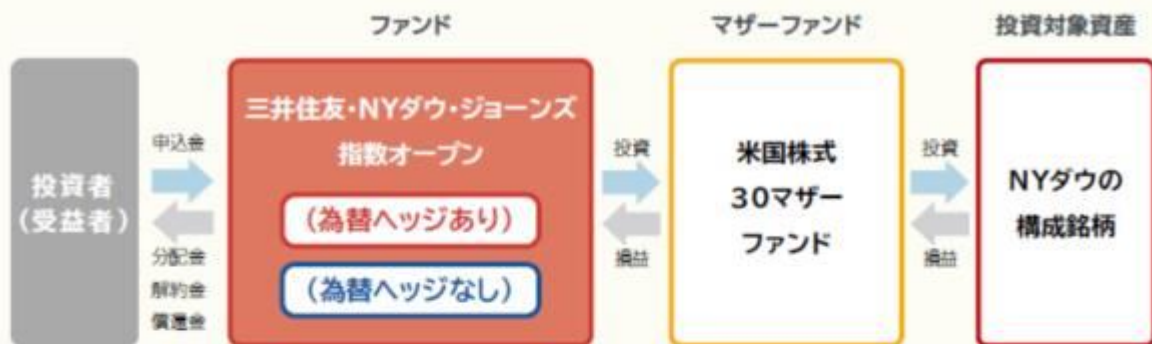 ファンド
マザーファンド
投資対象資産
投資者
(受益者)
申込金
分配金
解約金
償還金
三井住友・NYダウ・ジョーンズ
指数オープン
(為替ヘッジあり)
(為替ヘッジなし)
投資
損益
米国株式
30マザー
ファンド
投資
損益
NYダウの
構成銘柄